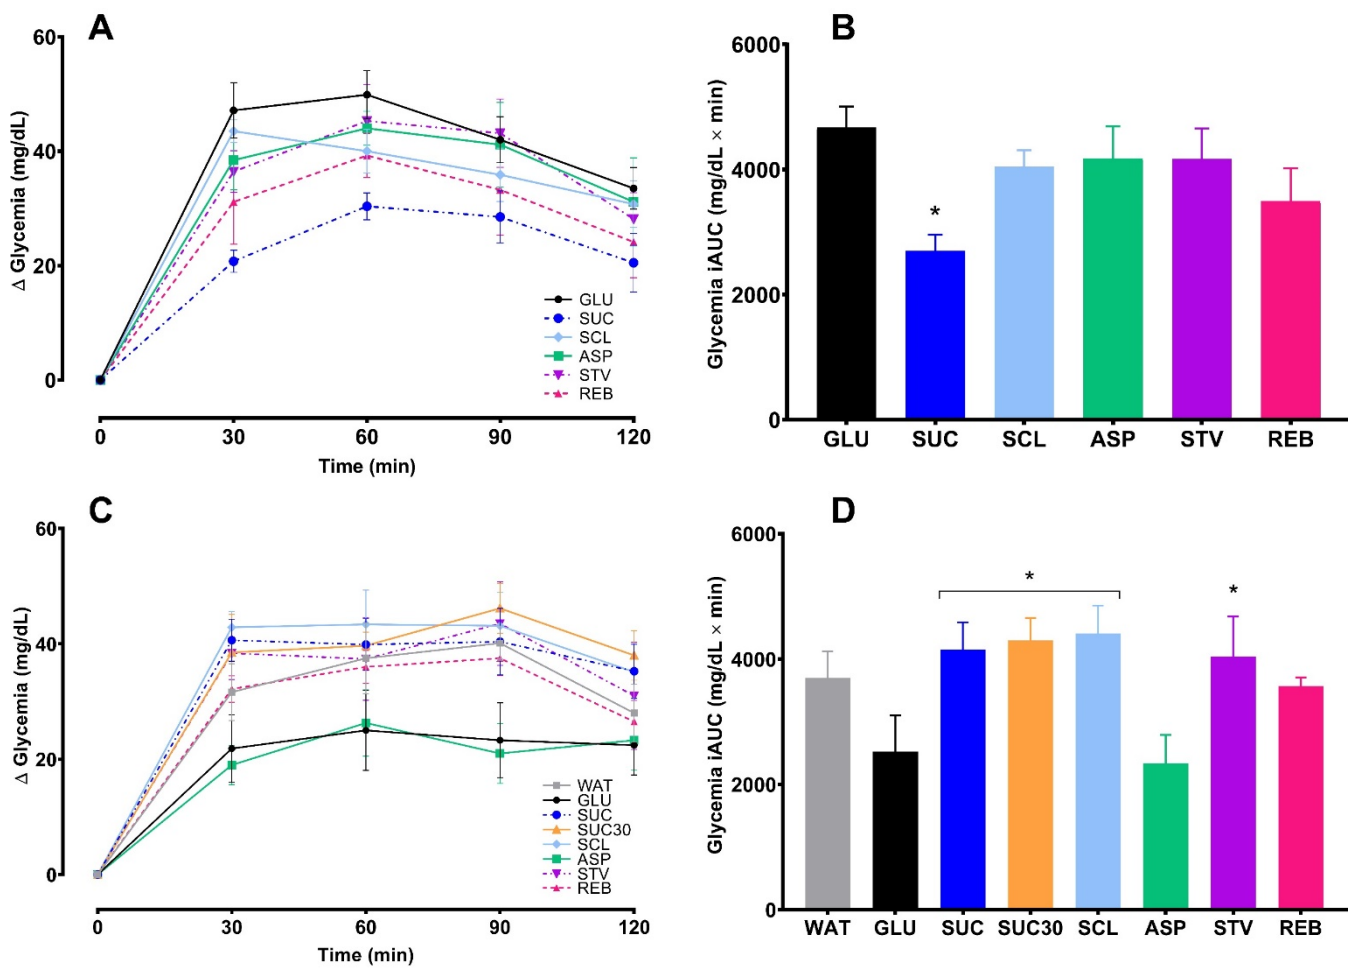 A
Δ Glycemia (mg/dL)
60
40
20
0
0 30 60 90 120
Time (min)
GLU
SUC
SCL
ASP
STV
REB
B
Glycemia iAUC (mg/dL × min)
6000
4000
2000
0
*
GLU SUC SCL ASP STV REB
C
Δ Glycemia (mg/dL)
60
40
20
0
0 30 60 90 120
Time (min)
WAT
GLU
SUC
SUC30
SCL
ASP
STV
REB
D
Glycemia iAUC (mg/dL × min)
6000
4000
2000
0
* *
WAT GLU SUC SUC30 SCL ASP STV REB